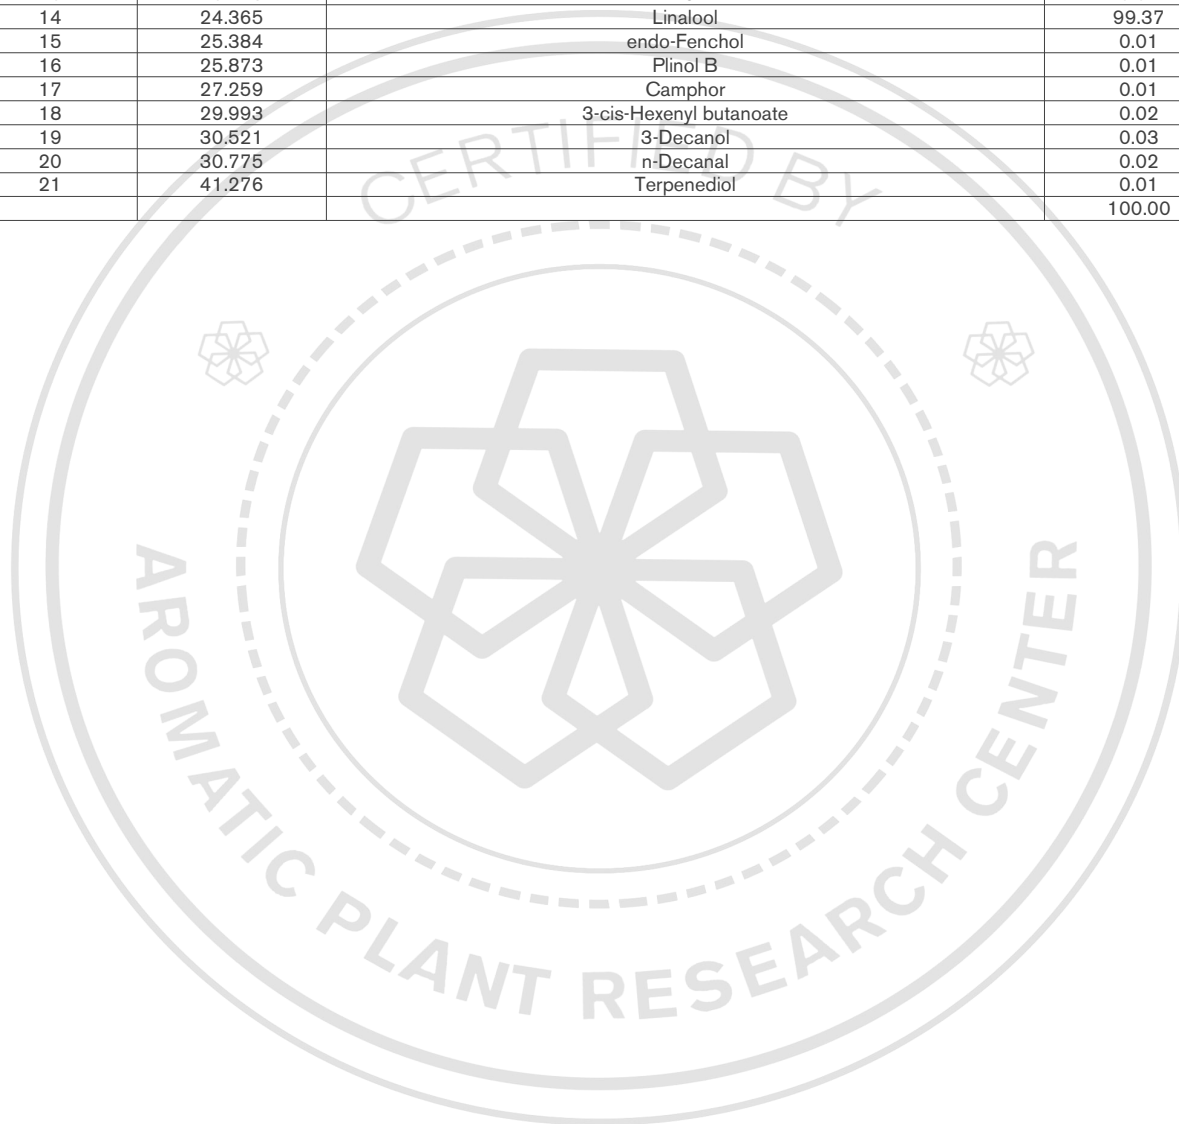 14 24.365 Linalool 99.37
15 25.384 endo-Fenchol 0.01
16 25.873 Plinol B 0.01
17 27.259 Camphor 0.01
18 29.993 3-cis-Hexenyl butanoate 0.02
19 30.521 3-Decanol 0.03
20 30.775 n-Decanal 0.02
21 41.276 Terpenediol 0.01
100.00
CERTIFIED BY
AROMATIC PLANT RESEARCH CENTER